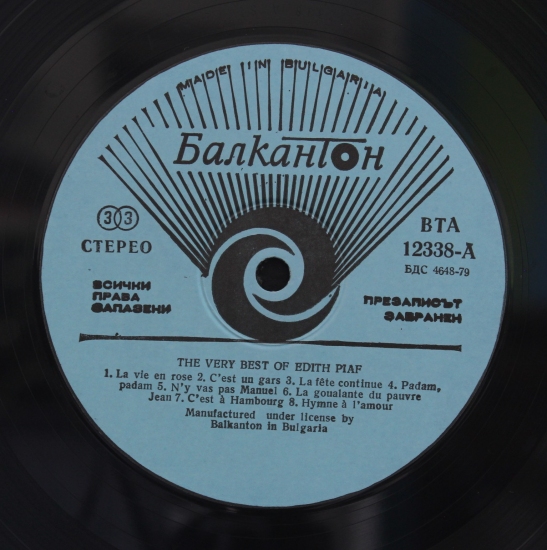 MADE IN BULGARIA
Балкантон
33
СТЕРЕО
ВТА
12338-А
БДС 4648-79
ВСИЧКИ
ПРАВА
ЗАПАЗЕНИ
ПРЕЗАПИСЪТ
ЗАБРАНЕН
THE VERY BEST OF EDITH PIAF
1. La vie en rose 2. C'est un gars 3. La fête continue 4. Padam,
padam 5. N'y vas pas Manuel 6. La goualante du pauvre
Jean 7. C'est à Hambourg 8. Hymne à l'amour
Manufactured under license by
Balkanton in Bulgaria